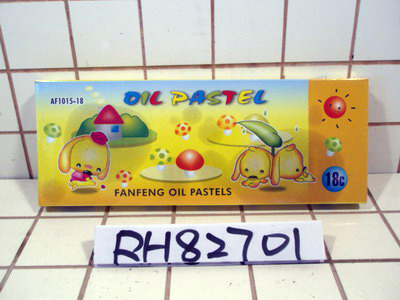 AF1015-18
OIL PASTEL
FANFENG OIL PASTELS
18c
RH82701